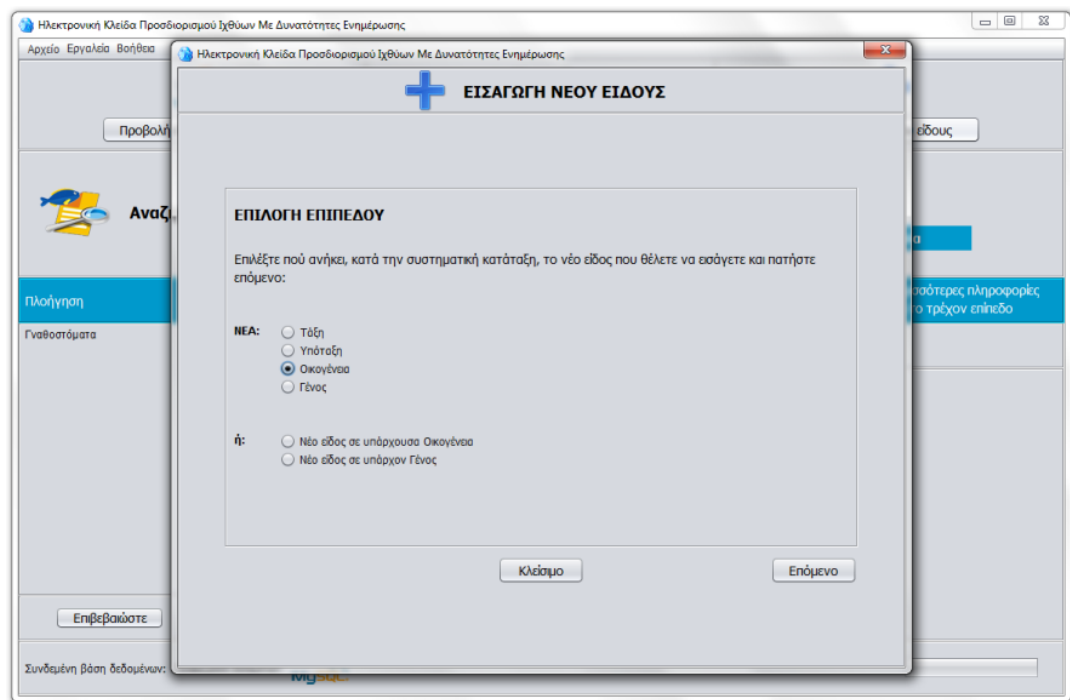 Ηλεκτρονική Κλείδα Προσδιορισμού Ιχθύων Με Δυνατότητες Ενημέρωσης
Αρχείο Εργαλεία Βοήθεια
Ηλεκτρονική Κλείδα Προσδιορισμού Ιχθύων Με Δυνατότητες Ενημέρωσης
ΕΙΣΑΓΩΓΗ ΝΕΟΥ ΕΙΔΟΥΣ
Προβολή
είδους
Αναζ
ΕΠΙΛΟΓΗ ΕΠΙΠΕΔΟΥ
α
Επιλέξτε πού ανήκει, κατά την συστηματική κατάταξη, το νέο είδος που θέλετε να εισάγετε και πατήστε
επόμενο:
Πλοήγηση
σσότερες πληροφορίες
ο τρέχον επίπεδο
Γναθοστόματα
ΝΕΑ:
Τάξη
Υπόταξη
Οικογένεια
Γένος
ή:
Νέο είδος σε υπάρχουσα Οικογένεια
Νέο είδος σε υπάρχον Γένος
Κλείσιμο
Επόμενο
Επιβεβαιώστε
Συνδεμένη βάση δεδομένων:
MySQL